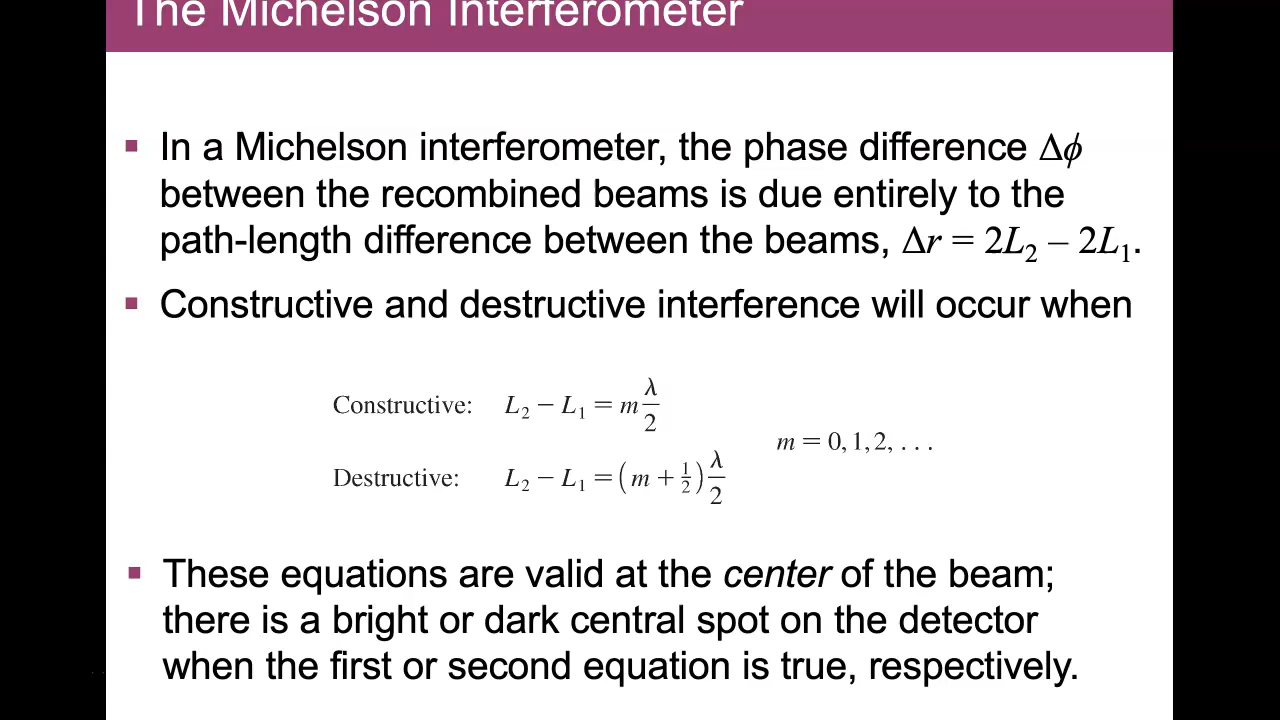 The Michelson Interferometer
▪ In a Michelson interferometer, the phase difference Δϕ
between the recombined beams is due entirely to the
path-length difference between the beams, Δr = 2L₂ – 2L₁.
▪ Constructive and destructive interference will occur when
Constructive: L₂ − L₁ = m λ/2
m = 0, 1, 2, . . .
Destructive: L₂ − L₁ = (m + ½) λ/2
▪ These equations are valid at the center of the beam;
there is a bright or dark central spot on the detector
when the first or second equation is true, respectively.